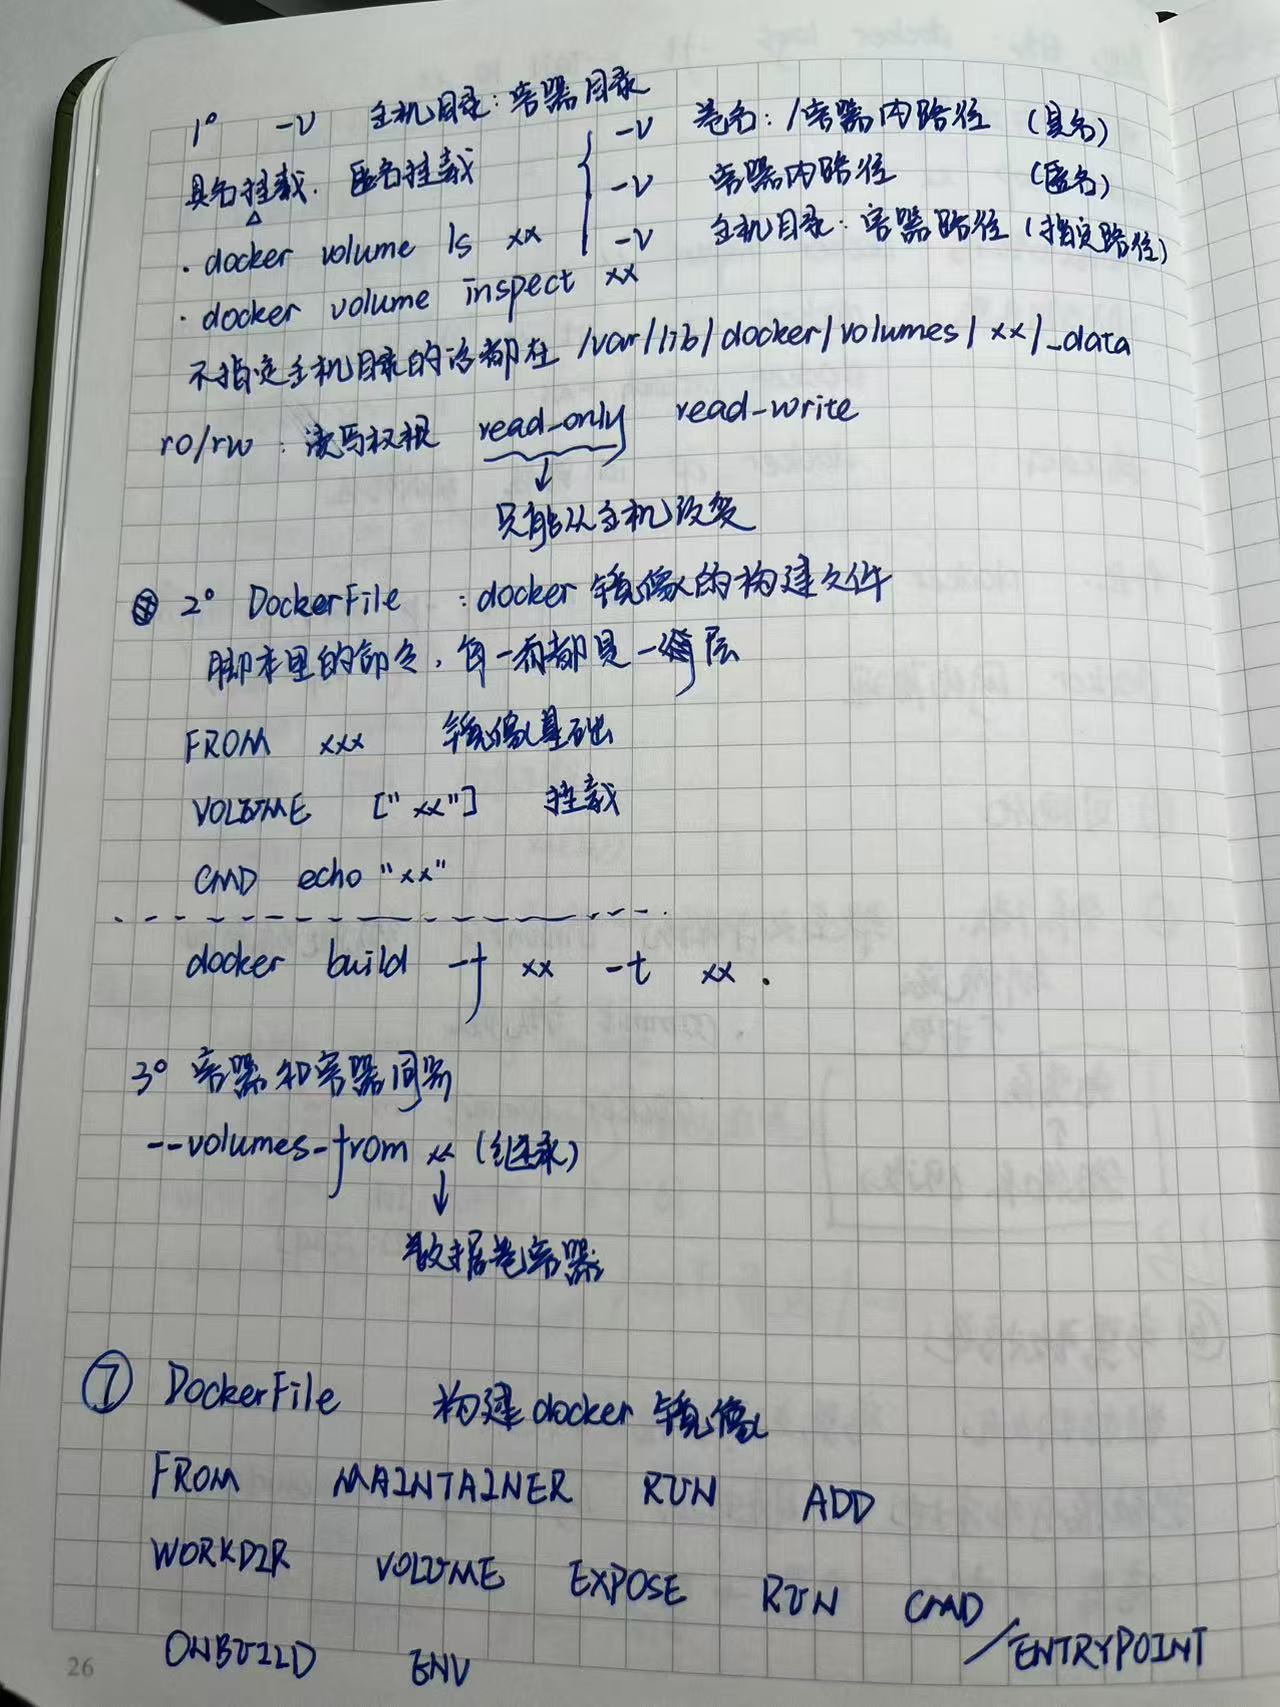 1° -v 主机目录:容器目录
具名挂载. 匿名挂载
-v 卷名:/容器内路径 (具名)
-v 容器内路径 (匿名)
-v 主机目录:容器路径 (指定路径)
· docker volume ls xx
· docker volume inspect xx
不指定主机目录的话都在 /var/lib/docker/volumes/xx/_data
ro/rw : 读写权限 read_only read-write
↓
只能从主机改变
2° DockerFile : docker 镜像的构建文件
脚本里的命令, 每一行都是一层
FROM xxx 镜像基础
VOLUME ["xx"] 挂载
CMD echo "xx"
docker build -f xx -t xx .
3° 容器和容器间
--volumes-from xx (继承)
↓
数据卷容器
⑦ DockerFile 构建docker 镜像
FROM MAINTAINER RUN ADD
WORKDIR VOLUME EXPOSE RUN CMD
/ENTRYPOINT
ONBUILD ENV
26